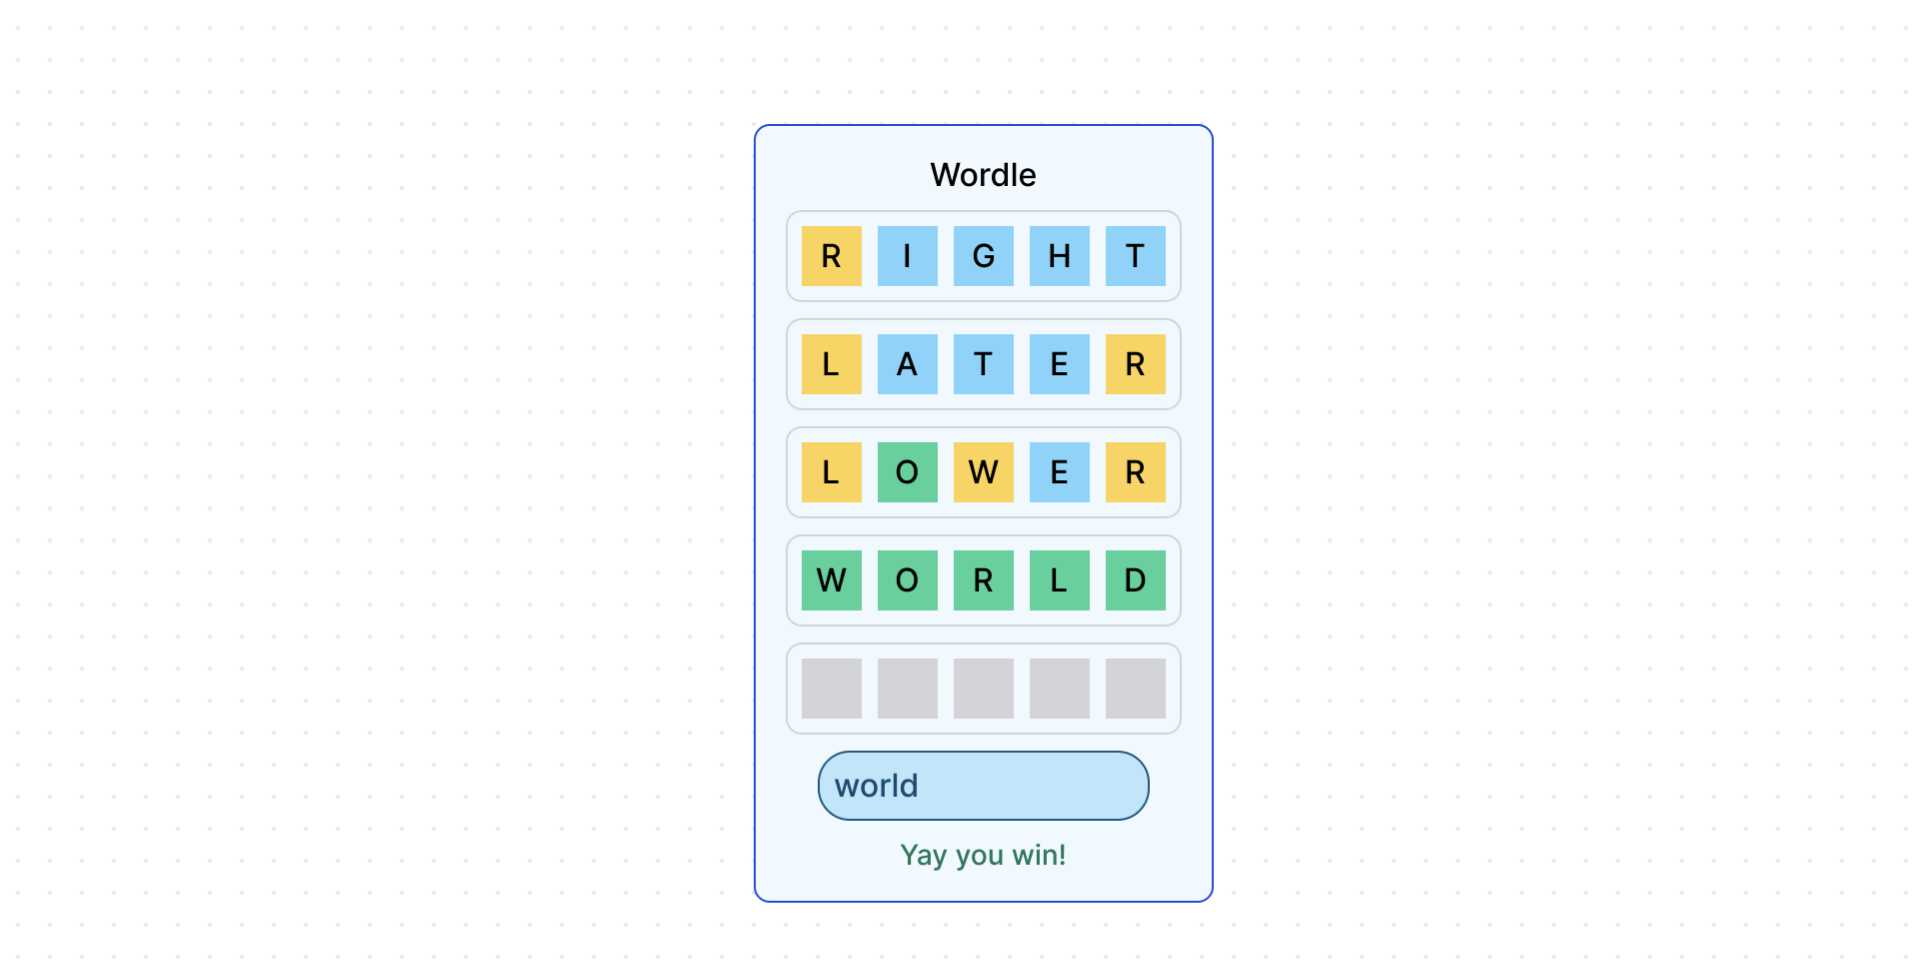 Wordle
R I G H T
L A T E R
L O W E R
W O R L D
world
Yay you win!